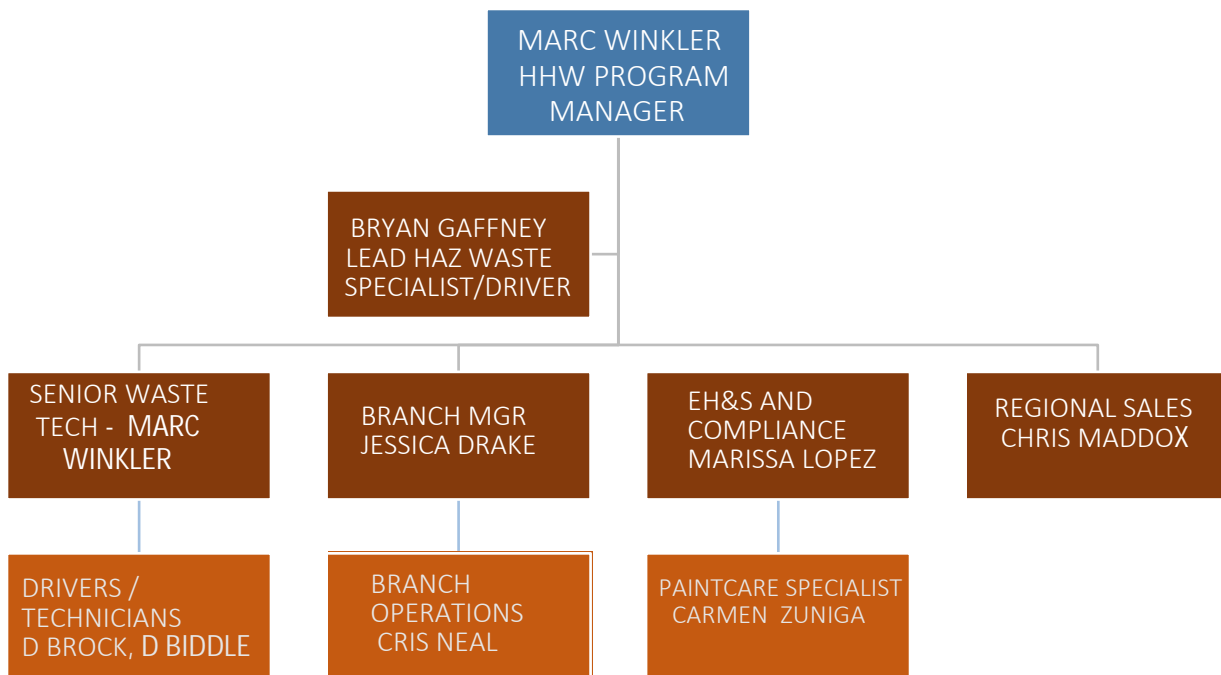 MARC WINKLER
HHW PROGRAM
MANAGER
BRYAN GAFFNEY
LEAD HAZ WASTE
SPECIALIST/DRIVER
SENIOR WASTE
TECH - MARC
WINKLER
BRANCH MGR
JESSICA DRAKE
EH&S AND
COMPLIANCE
MARISSA LOPEZ
REGIONAL SALES
CHRIS MADDOX
DRIVERS /
TECHNICIANS
D BROCK, D BIDDLE
BRANCH
OPERATIONS
CRIS NEAL
PAINTCARE SPECIALIST
CARMEN ZUNIGA